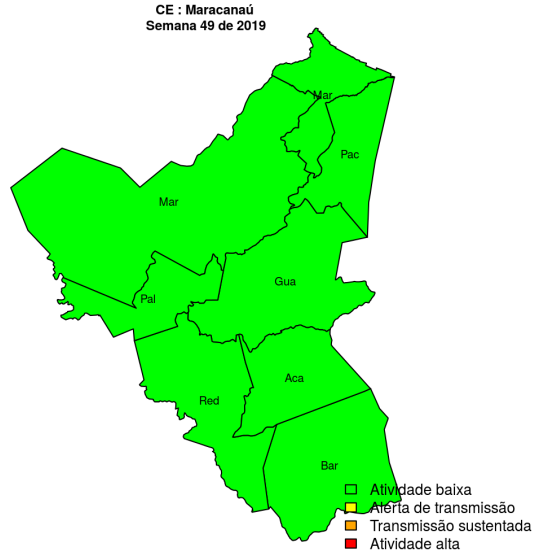 CE : Maracanaú
Semana 49 de 2019
Mar
Pac
Mar
Gua
Pal
Aca
Red
Bar
Atividade baixa
Alerta de transmissão
Transmissão sustentada
Atividade alta